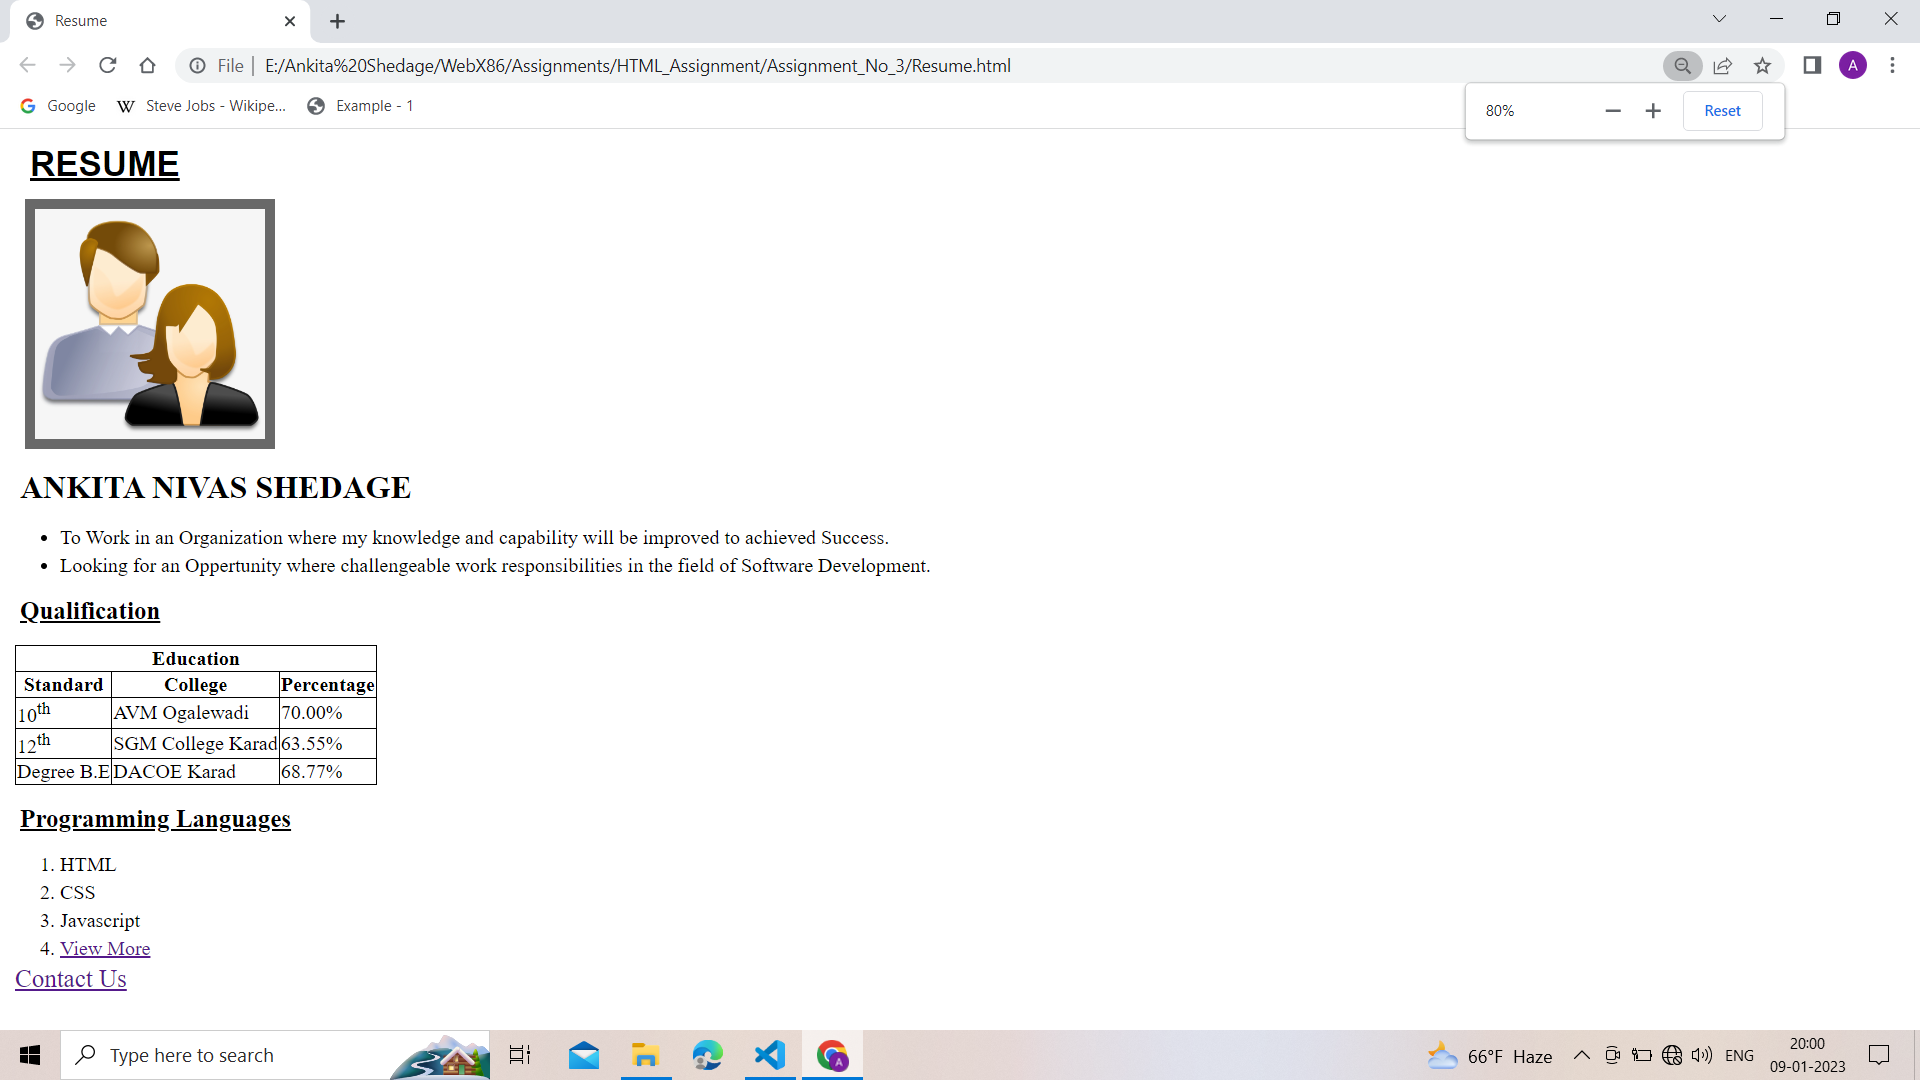 Resume
File | E:/Ankita%20Shedage/WebX86/Assignments/HTML_Assignment/Assignment_No_3/Resume.html
A
Google Steve Jobs - Wikipe... Example - 1
80% Reset
RESUME
ANKITA NIVAS SHEDAGE
• To Work in an Organization where my knowledge and capability will be improved to achieved Success.
• Looking for an Oppertunity where challengeable work responsibilities in the field of Software Development.
Qualification
Education
Standard College Percentage
10th AVM Ogalewadi 70.00%
12th SGM College Karad 63.55%
Degree B.E DACOE Karad 68.77%
Programming Languages
1. HTML
2. CSS
3. Javascript
4. View More
Contact Us
Type here to search
A
66°F Haze
ENG
20:00
09-01-2023